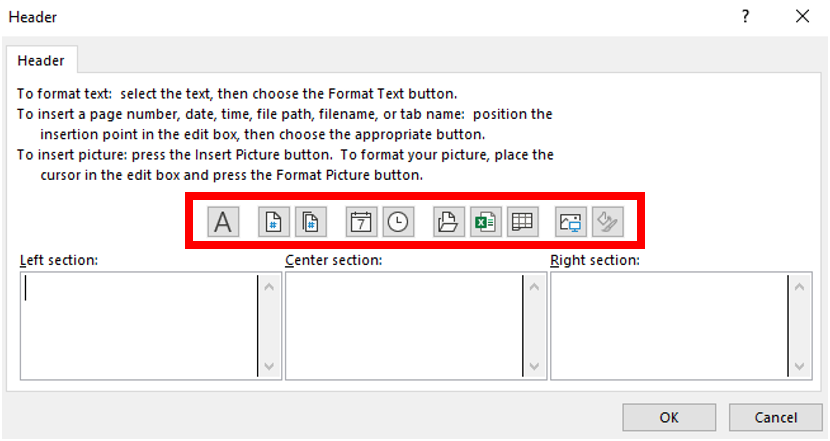 Header
?
Header
To format text:  select the text, then choose the Format Text button.
To insert a page number, date, time, file path, filename, or tab name:  position the
insertion point in the edit box, then choose the appropriate button.
To insert picture: press the Insert Picture button.  To format your picture, place the
cursor in the edit box and press the Format Picture button.
A # # 7
Left section: Center section: Right section:
OK Cancel